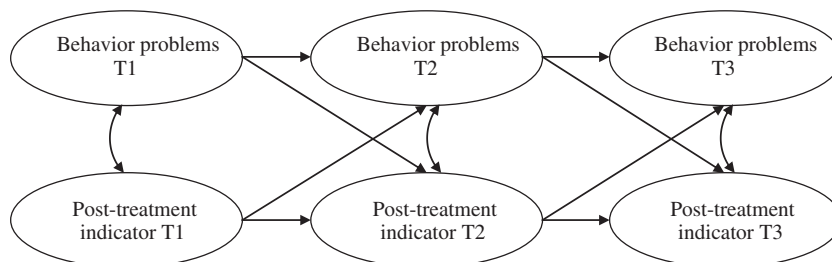 Behavior problems
T1
Behavior problems
T2
Behavior problems
T3
Post-treatment
indicator T1
Post-treatment
indicator T2
Post-treatment
indicator T3